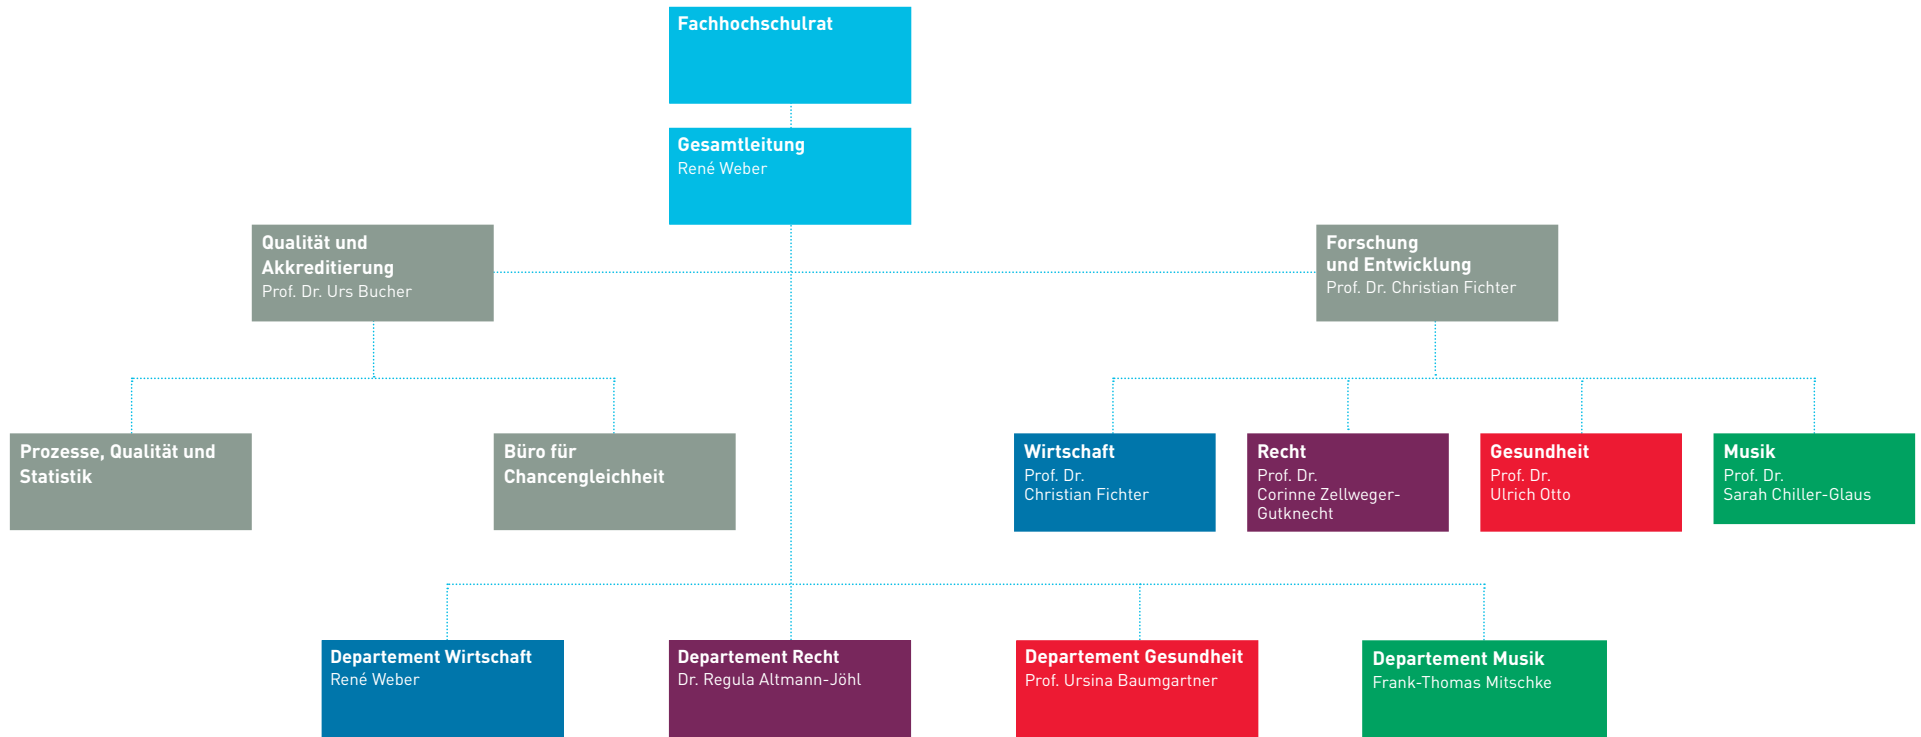 Fachhochschulrat
Gesamtleitung
René Weber
Qualität und
Akkreditierung
Prof. Dr. Urs Bucher
Forschung
und Entwicklung
Prof. Dr. Christian Fichter
Prozesse, Qualität und
Statistik
Büro für
Chancengleichheit
Wirtschaft
Prof. Dr.
Christian Fichter
Recht
Prof. Dr.
Corinne Zellweger-
Gutknecht
Gesundheit
Prof. Dr.
Ulrich Otto
Musik
Prof. Dr.
Sarah Chiller-Glaus
Departement Wirtschaft
René Weber
Departement Recht
Dr. Regula Altmann-Jöhl
Departement Gesundheit
Prof. Ursina Baumgartner
Departement Musik
Frank-Thomas Mitschke